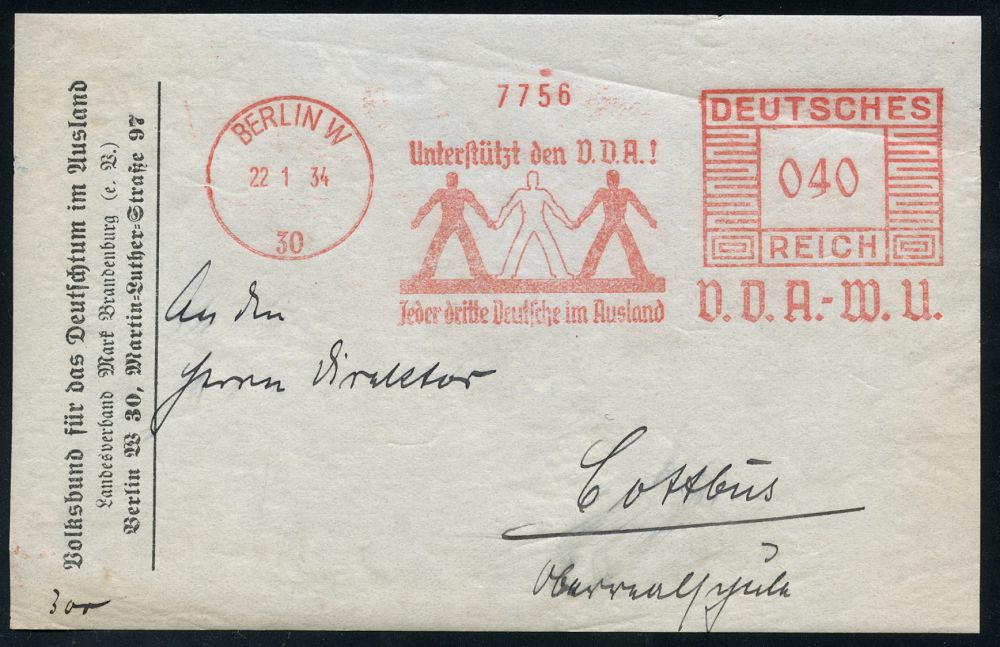 Volksbund für das Deutschtum im Ausland
Landesverband Mark Brandenburg (e. V.)
Berlin W 30, Martin-Luther-Straße 97
BERLIN W
22 1 34
30
7756
Unterstützt den V.D.A.!
Jeder dritte Deutsche im Ausland
DEUTSCHES
040
REICH
V.D.A.-W.U.
An den
Herrn Direktor
Cottbus
Oberrealschule
300